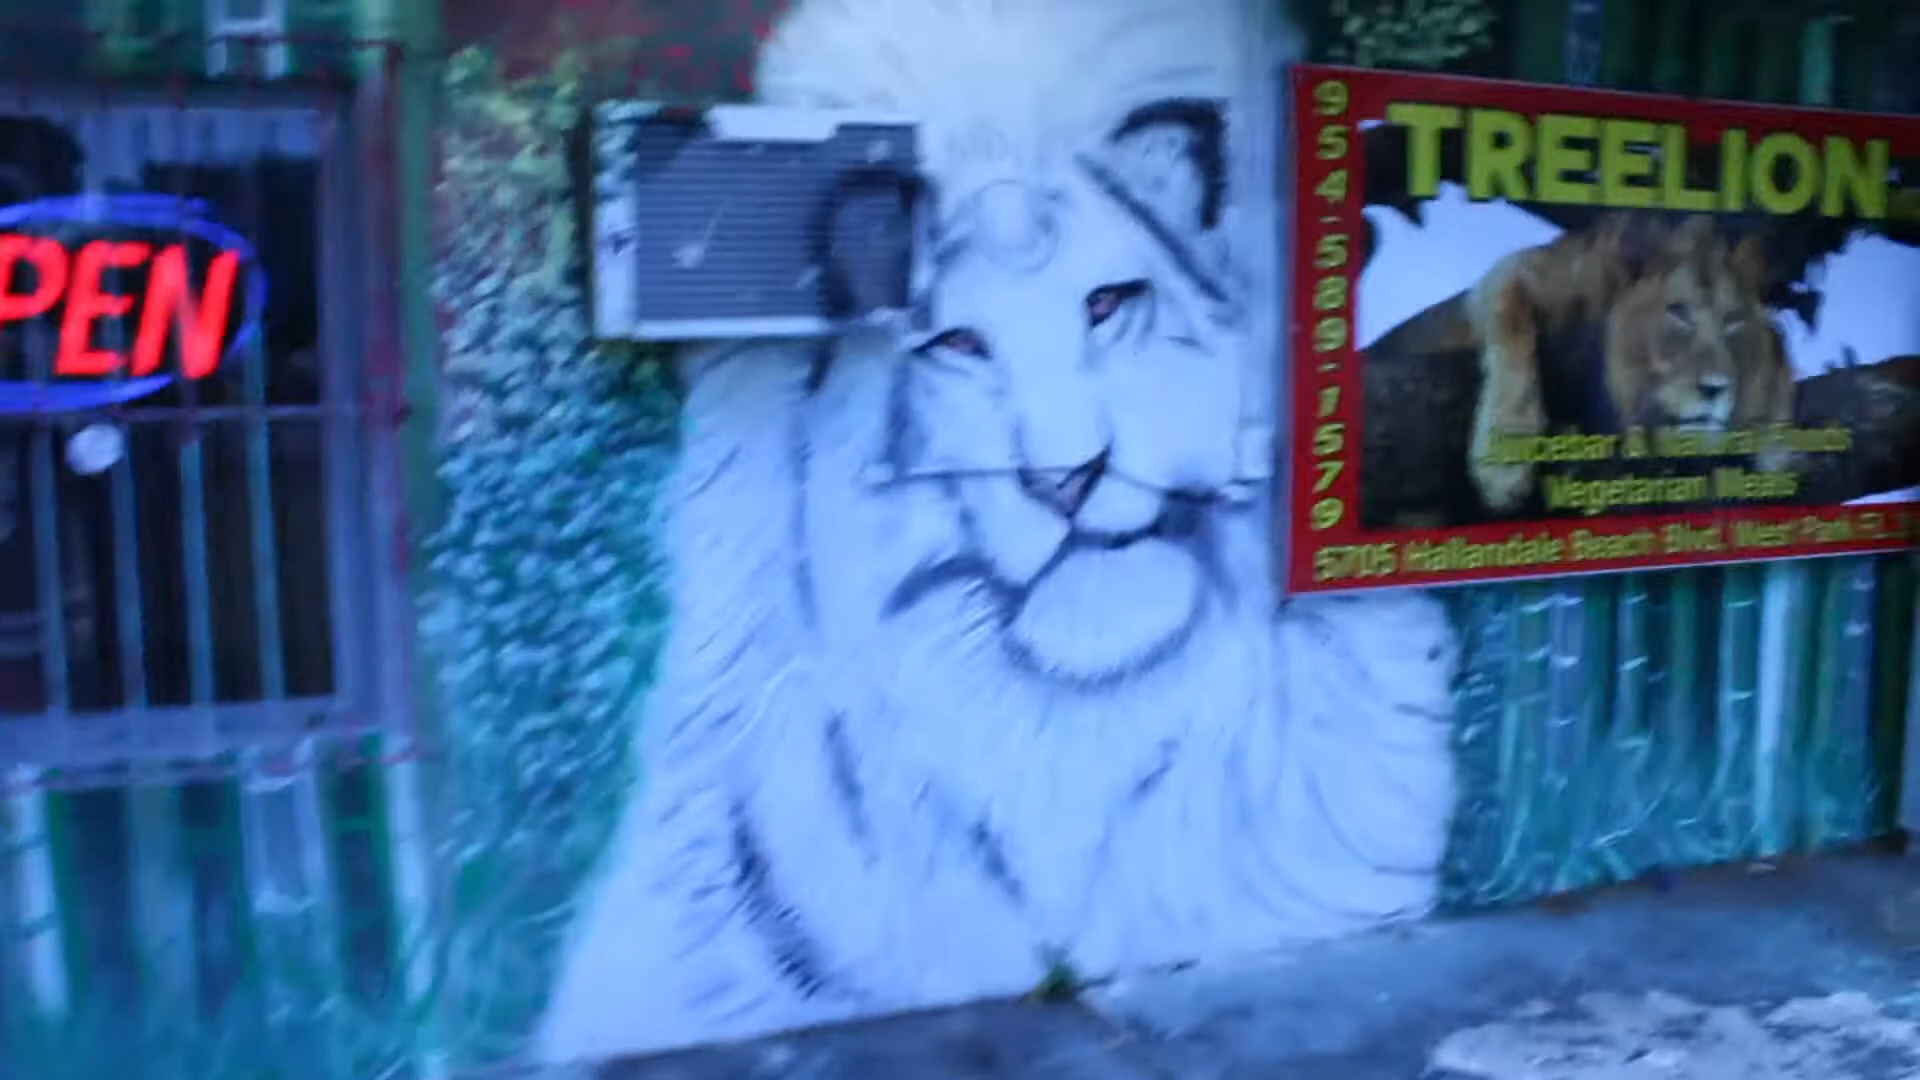 PEN
954-589-1579
TREELION
Juicebar & Natural Foods
Vegetarian Meals
5705 Hallandale Beach Blvd, West Park FL.